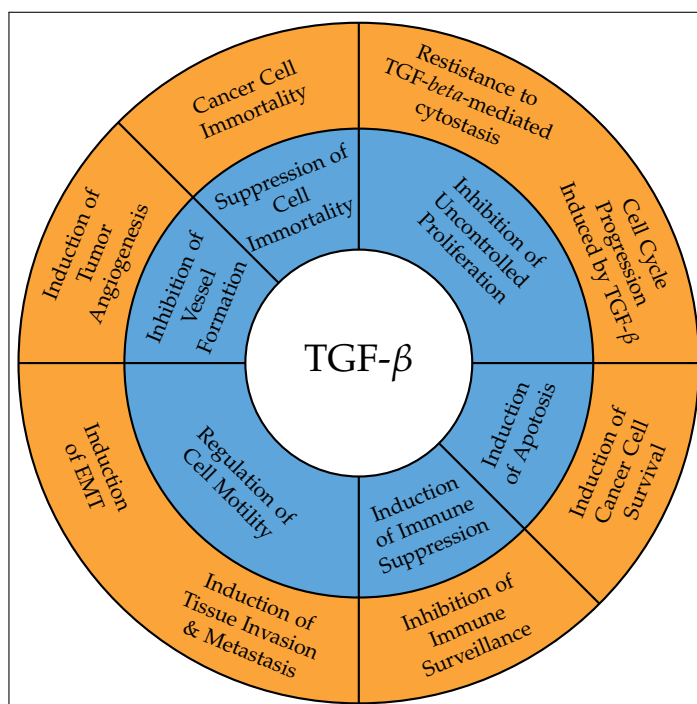 Cancer Cell
Immortality
Restistance to
TGF-beta-mediated
cytostasis
Cell Cycle
Progression
Induced by TGF-β
Induction of
Tumor
Angiogenesis
Suppression of
Cell
Immortality
Inhibition of
Uncontrolled
Proliferation
Inhibition of
Vessel
Formation
TGF-β
Induction
of EMT
Regulation of
Cell Motility
Induction
of Apotosis
Induction of
Cancer Cell
Survival
Induction
of Immune
Suppression
Induction of
Tissue Invasion
& Metastasis
Inhibition of
Immune
Surveillance